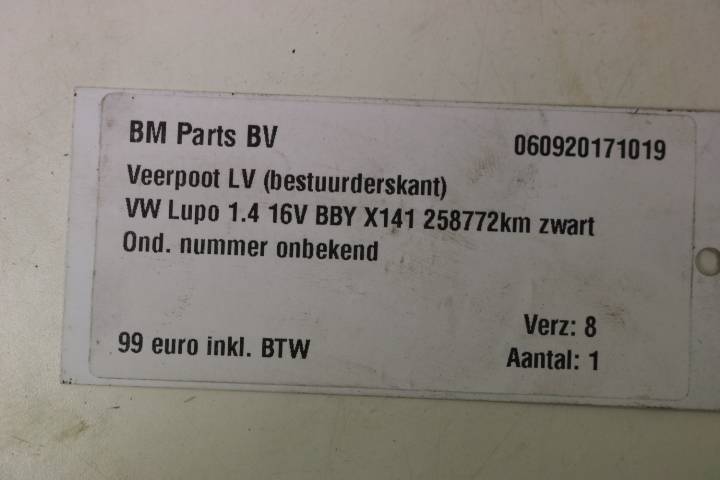 BM Parts BV
060920171019
Veerpoot LV (bestuurderskant)
VW Lupo 1.4 16V BBY X141 258772km zwart
Ond. nummer onbekend
Verz: 8
99 euro inkl. BTW
Aantal: 1